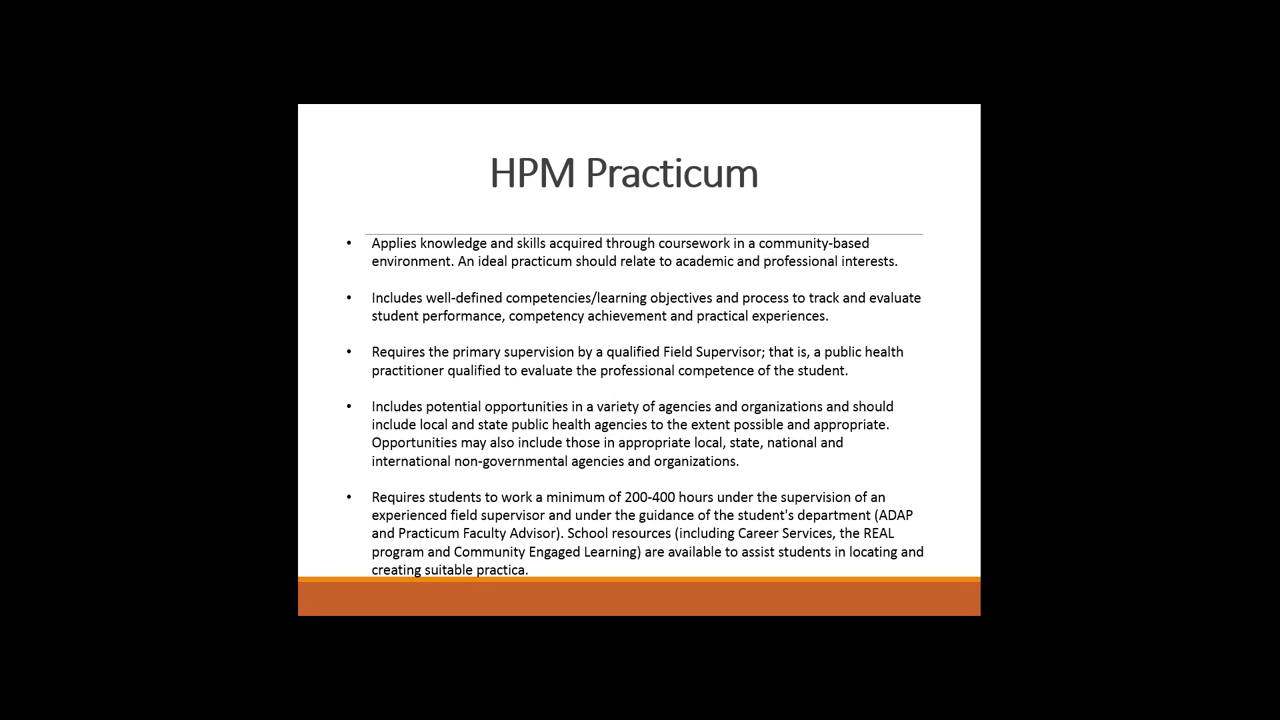 HPM Practicum
• Applies knowledge and skills acquired through coursework in a community-based
environment. An ideal practicum should relate to academic and professional interests.
• Includes well-defined competencies/learning objectives and process to track and evaluate
student performance, competency achievement and practical experiences.
• Requires the primary supervision by a qualified Field Supervisor; that is, a public health
practitioner qualified to evaluate the professional competence of the student.
• Includes potential opportunities in a variety of agencies and organizations and should
include local and state public health agencies to the extent possible and appropriate.
Opportunities may also include those in appropriate local, state, national and
international non-governmental agencies and organizations.
• Requires students to work a minimum of 200-400 hours under the supervision of an
experienced field supervisor and under the guidance of the student's department (ADAP
and Practicum Faculty Advisor). School resources (including Career Services, the REAL
program and Community Engaged Learning) are available to assist students in locating and
creating suitable practica.